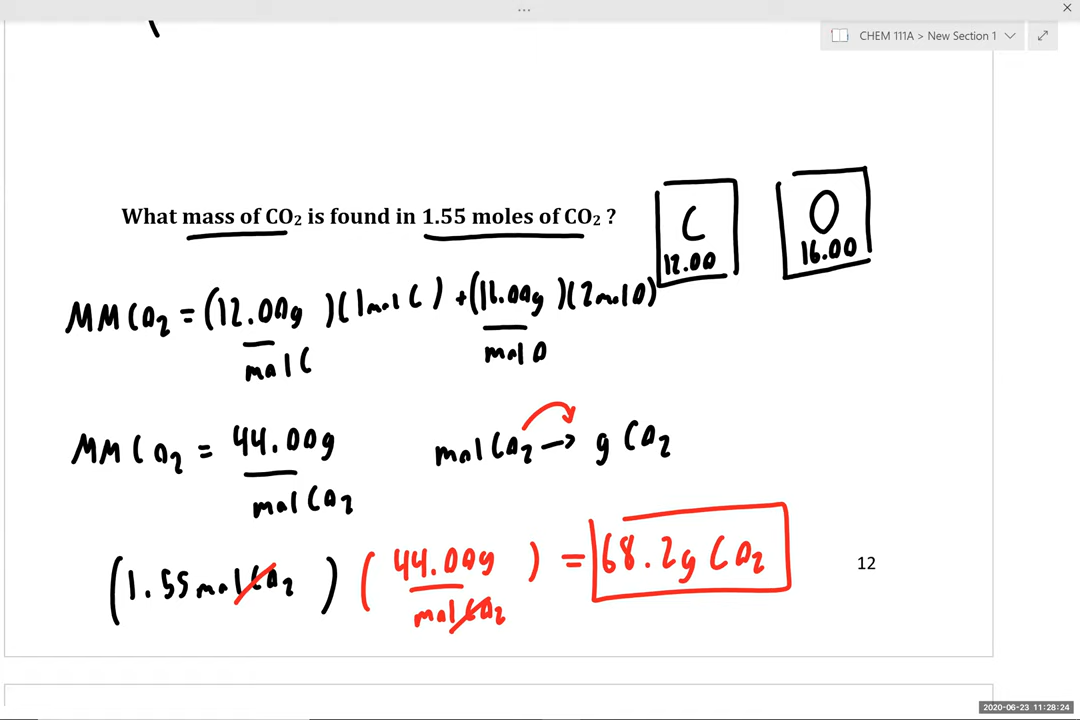 CHEM 111A > New Section 1
What mass of CO₂ is found in 1.55 moles of CO₂ ?
C
12.00
O
16.00
MM CO₂ = (12.00g / mol C)(1 mol C) + (16.00g / mol O)(2 mol O)
MM CO₂ = 44.00g / mol CO₂
mol CO₂ → g CO₂
(1.55 mol CO₂)(44.00g / mol CO₂) = 68.2g CO₂
12
2020-06-23 11:28:24